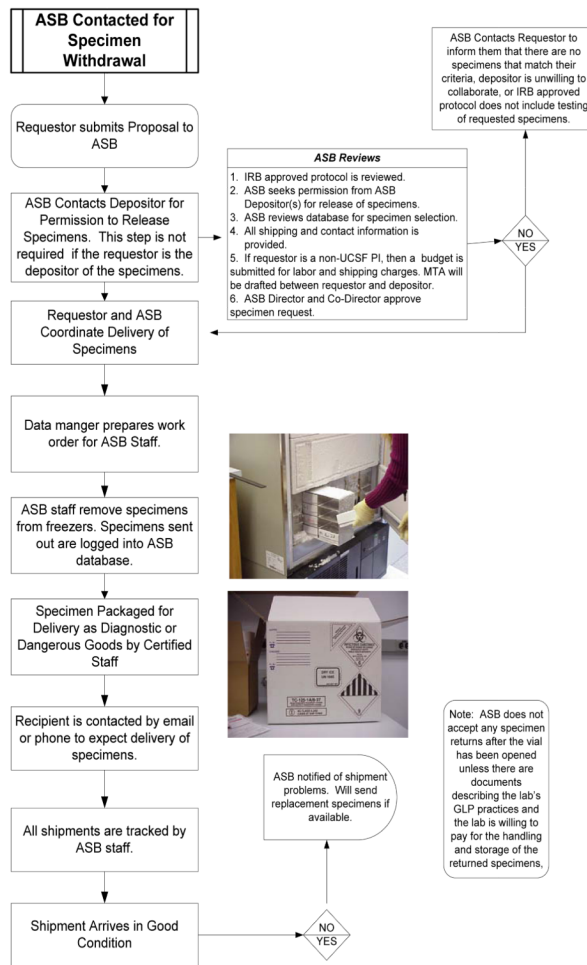 ASB Contacted for
Specimen
Withdrawal
Requestor submits Proposal to
ASB
ASB Contacts Depositor for
Permission to Release
Specimens. This step is not
required if the requestor is the
depositor of the specimens.
ASB Reviews
1. IRB approved protocol is reviewed.
2. ASB seeks permission from ASB
Depositor(s) for release of specimens.
3. ASB reviews database for specimen selection.
4. All shipping and contact information is
provided.
5. If requestor is a non-UCSF PI, then a budget is
submitted for labor and shipping charges. MTA will
be drafted between requestor and depositor.
6. ASB Director and Co-Director approve
specimen request.
NO
YES
ASB Contacts Requestor to
inform them that there are no
specimens that match their
criteria, depositor is unwilling to
collaborate, or IRB approved
protocol does not include testing
of requested specimens.
Requestor and ASB
Coordinate Delivery of
Specimens
Data manger prepares work
order for ASB Staff.
ASB staff remove specimens
from freezers. Specimens sent
out are logged into ASB
database.
Specimen Packaged for
Delivery as Diagnostic or
Dangerous Goods by Certified
Staff
Recipient is contacted by email
or phone to expect delivery of
specimens.
All shipments are tracked by
ASB staff.
Shipment Arrives in Good
Condition
NO
YES
ASB notified of shipment
problems. Will send
replacement specimens if
available.
Note: ASB does not
accept any specimen
returns after the vial
has been opened
unless there are
documents
describing the lab's
GLP practices and
the lab is willing to
pay for the handling
and storage of the
returned specimens,